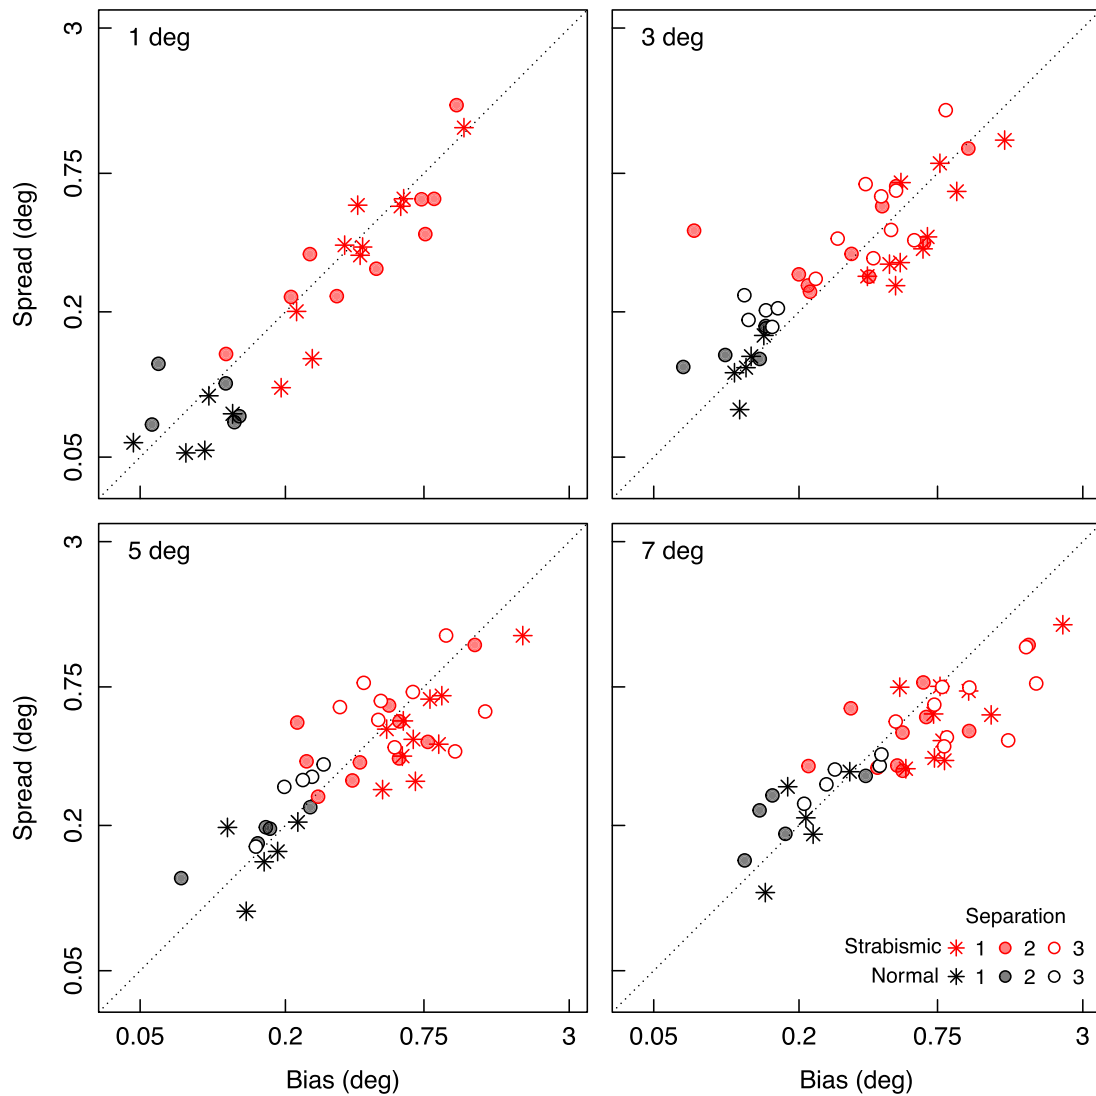 1 deg
3 deg
3
0.75
0.2
0.05
Spread (deg)
5 deg
7 deg
3
0.75
0.2
0.05
Spread (deg)
Separation
Strabismic 1 2 3
Normal 1 2 3
0.05 0.2 0.75 3
0.05 0.2 0.75 3
Bias (deg)
Bias (deg)